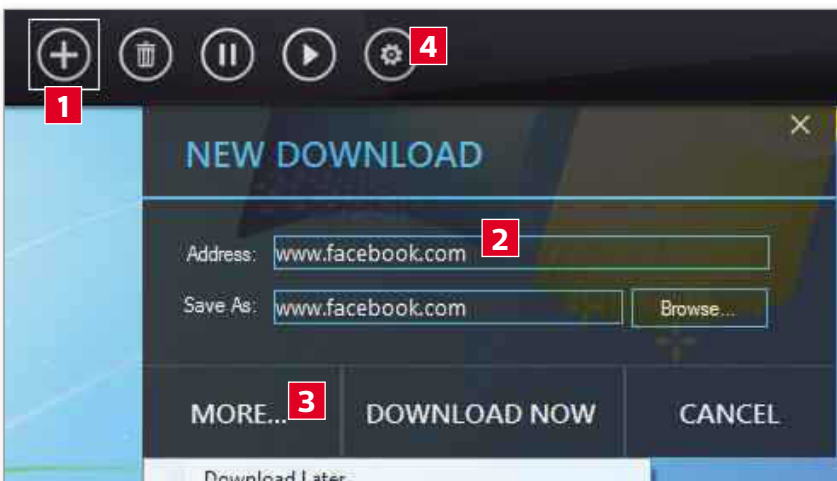 4
1
NEW DOWNLOAD
Address: www.facebook.com 2
Save As: www.facebook.com Browse...
MORE... 3 DOWNLOAD NOW CANCEL
Download Later